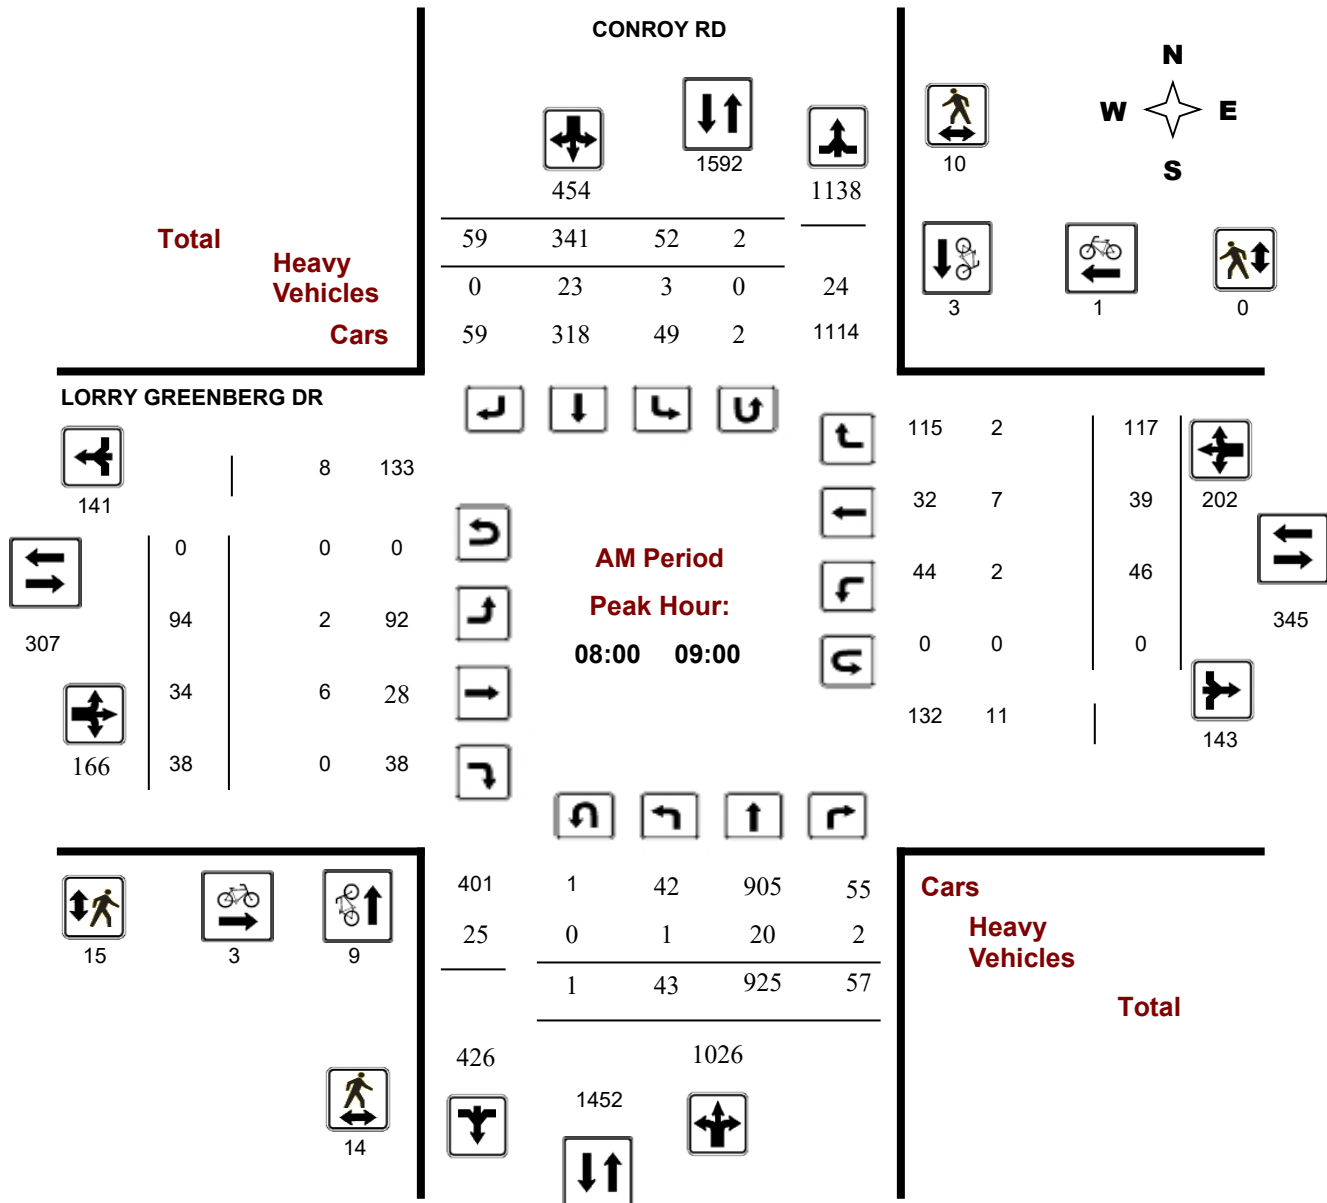 CONROY RD
N
W E
S
454
1592
1138
10
Total
59 341 52 2
Heavy
Vehicles
0 23 3 0 24
Cars
59 318 49 2 1114
3 1 0
LORRY GREENBERG DR
141
8 133
0 0 0
307
94 2 92
34 6 28
166
38 0 38
AM Period
Peak Hour:
08:00 09:00
115 2 117
32 7 39
202
44 2 46
345
0 0 0
132 11
143
15 3 9
401 1 42 905 55
25 0 1 20 2
1 43 925 57
426 1026
1452
14
Cars
Heavy
Vehicles
Total